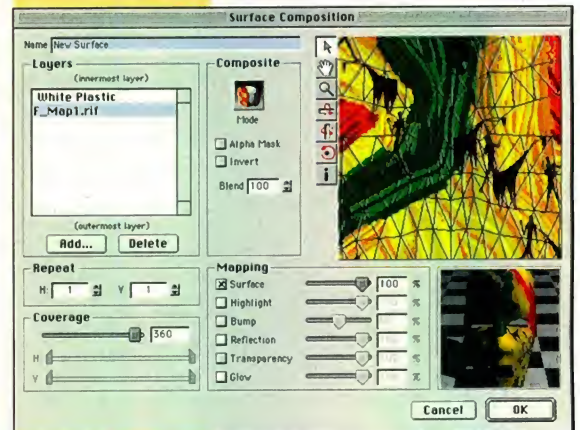 Surface Composition
Name New Surface
Layers
(innermost layer)
White Plastic
F_Map1.rif
(outermost layer)
Add... Delete
Composite
Mode
Alpha Mask
Invert
Blend 100
Repeat
H: 1 V 1
Coverage
360
H
V
Mapping
Surface 100 %
Highlight %
Bump %
Reflection %
Transparency %
Glow %
Cancel OK